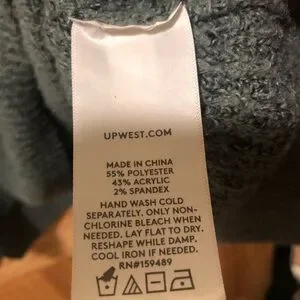 UPWEST.COM
MADE IN CHINA
55% POLYESTER
43% ACRYLIC
2% SPANDEX
HAND WASH COLD
SEPARATELY. ONLY NON-
CHLORINE BLEACH WHEN
NEEDED. LAY FLAT TO DRY.
RESHAPE WHILE DAMP.
COOL IRON IF NEEDED.
RN#159489